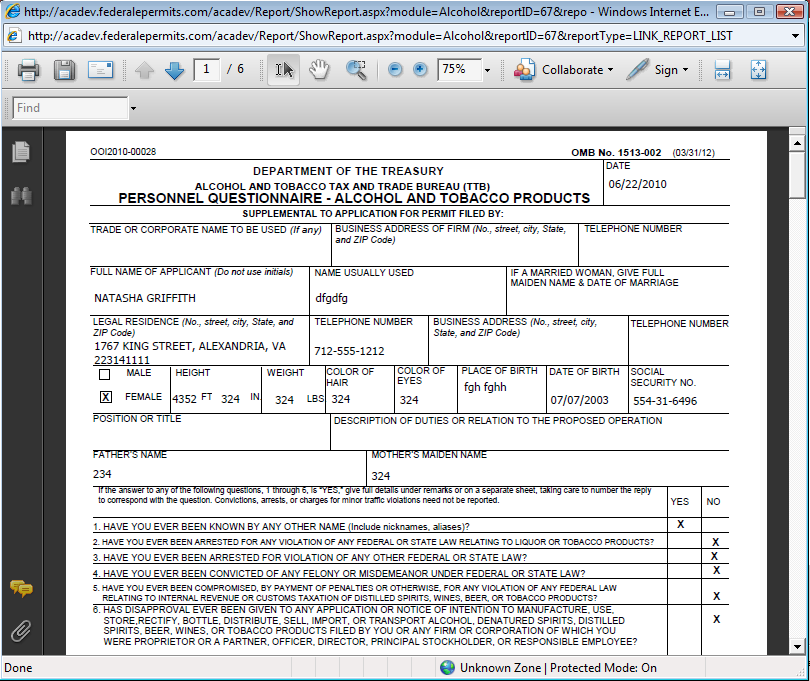 http://acadev.federalepermits.com/acadev/Report/ShowReport.aspx?module=Alcohol&reportID=67&repo - Windows Internet E...
http://acadev.federalepermits.com/acadev/Report/ShowReport.aspx?module=Alcohol&reportID=67&reportType=LINK_REPORT_LIST
1 / 6 75% Collaborate Sign
Find
OOI2010-00028 OMB No. 1513-002 (03/31/12)
DEPARTMENT OF THE TREASURY
ALCOHOL AND TOBACCO TAX AND TRADE BUREAU (TTB)
PERSONNEL QUESTIONNAIRE - ALCOHOL AND TOBACCO PRODUCTS
DATE
06/22/2010
SUPPLEMENTAL TO APPLICATION FOR PERMIT FILED BY:
TRADE OR CORPORATE NAME TO BE USED (If any)
BUSINESS ADDRESS OF FIRM (No., street, city, State,
and ZIP Code)
TELEPHONE NUMBER
FULL NAME OF APPLICANT (Do not use initials)
NATASHA GRIFFITH
NAME USUALLY USED
dfgdfg
IF A MARRIED WOMAN, GIVE FULL
MAIDEN NAME & DATE OF MARRIAGE
LEGAL RESIDENCE (No., street, city, State, and
ZIP Code)
1767 KING STREET, ALEXANDRIA, VA
223141111
TELEPHONE NUMBER
712-555-1212
BUSINESS ADDRESS (No., street, city,
State, and ZIP Code)
TELEPHONE NUMBER
MALE
X FEMALE
HEIGHT
4352 FT 324 IN.
WEIGHT
324 LBS
COLOR OF
HAIR
324
COLOR OF
EYES
324
PLACE OF BIRTH
fgh fghh
DATE OF BIRTH
07/07/2003
SOCIAL
SECURITY NO.
554-31-6496
POSITION OR TITLE
DESCRIPTION OF DUTIES OR RELATION TO THE PROPOSED OPERATION
FATHER'S NAME
234
MOTHER'S MAIDEN NAME
324
If the answer to any of the following questions, 1 through 6, is "YES," give full details under remarks or on a separate sheet, taking care to number the reply
to correspond with the question. Convictions, arrests, or charges for minor traffic violations need not be reported.
YES NO
1. HAVE YOU EVER BEEN KNOWN BY ANY OTHER NAME (Include nicknames, aliases)? X
2. HAVE YOU EVER BEEN ARRESTED FOR ANY VIOLATION OF ANY FEDERAL OR STATE LAW RELATING TO LIQUOR OR TOBACCO PRODUCTS? X
3. HAVE YOU EVER BEEN ARRESTED FOR VIOLATION OF ANY OTHER FEDERAL OR STATE LAW? X
4. HAVE YOU EVER BEEN CONVICTED OF ANY FELONY OR MISDEMEANOR UNDER FEDERAL OR STATE LAW? X
5. HAVE YOU EVER BEEN COMPROMISED, BY PAYMENT OF PENALTIES OR OTHERWISE, FOR ANY VIOLATION OF ANY FEDERAL LAW
RELATING TO INTERNAL REVENUE OR CUSTOMS TAXATION OF DISTILLED SPIRITS, WINES, BEER, OR TOBACCO PRODUCTS? X
6. HAS DISAPPROVAL EVER BEEN GIVEN TO ANY APPLICATION OR NOTICE OF INTENTION TO MANUFACTURE, USE,
STORE,RECTIFY, BOTTLE, DISTRIBUTE, SELL, IMPORT, OR TRANSPORT ALCOHOL, DENATURED SPIRITS, DISTILLED X
SPIRITS, BEER, WINES, OR TOBACCO PRODUCTS FILED BY YOU OR ANY FIRM OR CORPORATION OF WHICH YOU
WERE PROPRIETOR OR A PARTNER, OFFICER, DIRECTOR, PRINCIPAL STOCKHOLDER, OR RESPONSIBLE EMPLOYEE?
Done Unknown Zone | Protected Mode: On